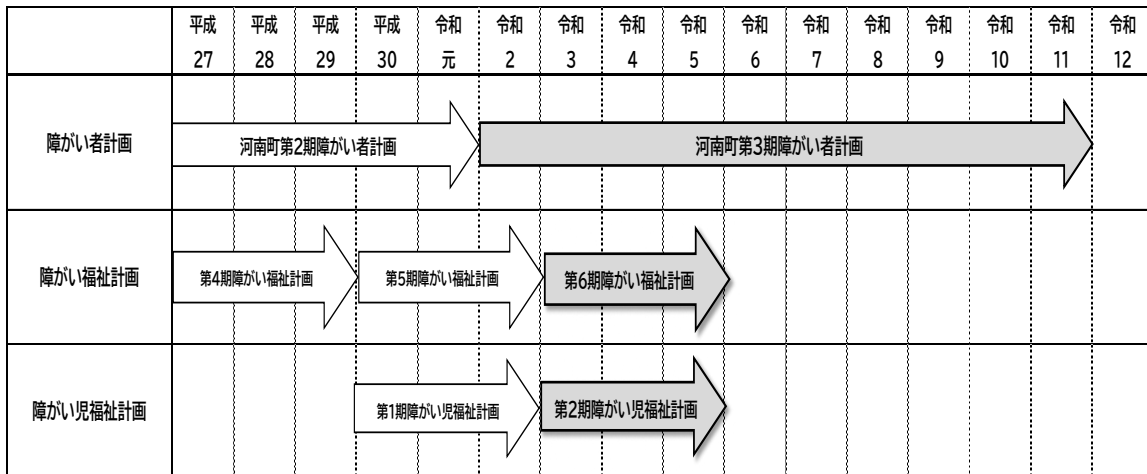 平成 平成 平成 平成 令和 令和 令和 令和 令和 令和 令和 令和 令和 令和 令和 令和
27 28 29 30 元 2 3 4 5 6 7 8 9 10 11 12
障がい者計画 河南町第2期障がい者計画 河南町第3期障がい者計画
障がい福祉計画 第4期障がい福祉計画 第5期障がい福祉計画 第6期障がい福祉計画
障がい児福祉計画 第1期障がい児福祉計画 第2期障がい児福祉計画